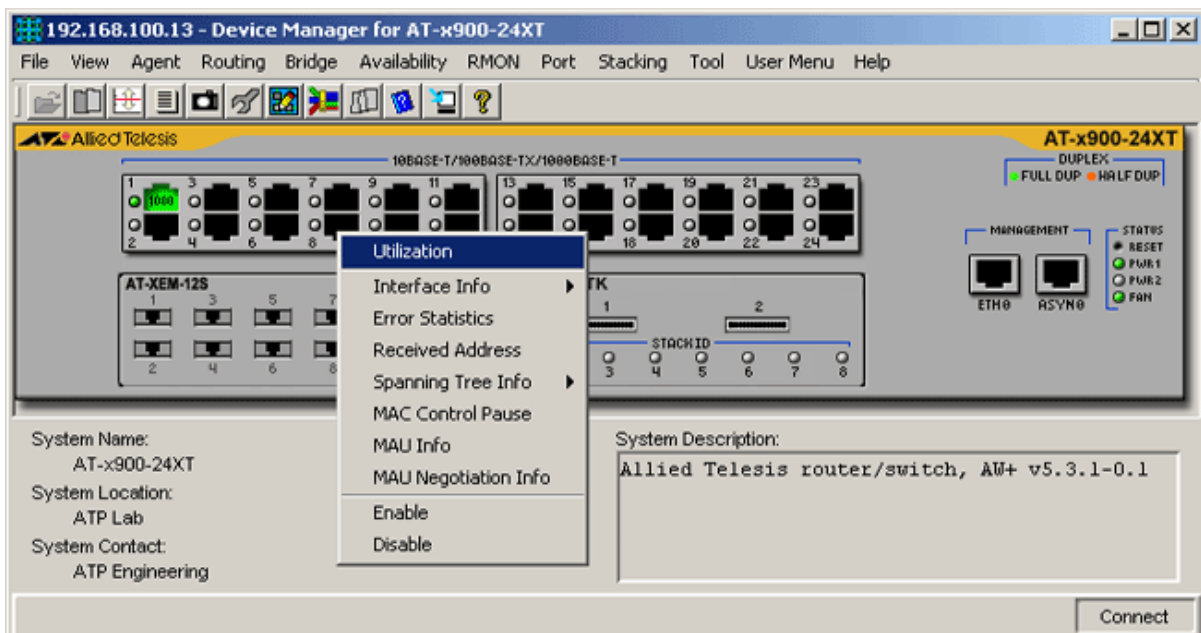 192.168.100.13 - Device Manager for AT-x900-24XT
File View Agent Routing Bridge Availability RMON Port Stacking Tool User Menu Help
Allied Telesis
AT-x900-24XT
10BASE-T/100BASE-TX/1000BASE-T
DUPLEX
FULL DUP HALF DUP
1 3 5 7 9 11 13 15 17 19 21 23
1000
2 4 6 8 18 20 22 24
MANAGEMENT
ETH0 ASYN0
STATUS
RESET
PWR1
PWR2
FAN
AT-XEM-12S
1 3 5 7
2 4 6 8
TK
1 2
STACK ID
3 4 5 6 7 8
Utilization
Interface Info
Error Statistics
Received Address
Spanning Tree Info
MAC Control Pause
MAU Info
MAU Negotiation Info
Enable
Disable
System Name:
AT-x900-24XT
System Location:
ATP Lab
System Contact:
ATP Engineering
System Description:
Allied Telesis router/switch, AW+ v5.3.1-0.1
Connect